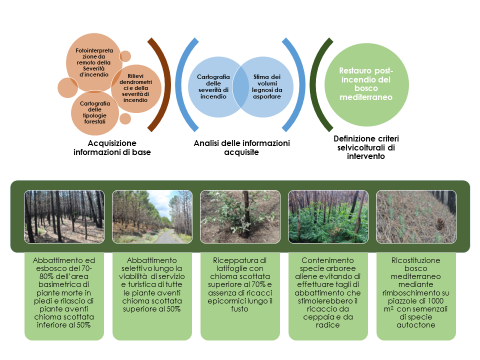 Fotointerpreta
zione da
remoto della
Severità
d'incendio
Rilievi
dendrometri
ci e della
severità di
incendio
Cartografia
delle
tipologie
forestali
Acquisizione
informazioni di base
Cartografia
delle
severità di
incendio
Stima dei
volumi
legnosi da
asportare
Analisi delle informazioni
acquisite
Restauro post-
incendio del
bosco
mediterraneo
Definizione criteri
selvicolturali di
intervento
Abbattimento ed
esbosco del 70-
80% dell'area
basimetrica di
piante morte in
piedi e rilascio di
piante aventi
chioma scottata
inferiore al 50%
Abbattimento
selettivo lungo la
viabilità di servizio
e turistica di tutte
le piante aventi
chioma scottata
superiore al 50%
Riceppatura di
latifoglie con
chioma scottata
superiore al 70% e
assenza di ricacci
epicormici lungo il
fusto
Contenimento
specie arboree
aliene evitando di
effettuare tagli di
abbattimento che
stimolerebbero il
ricaccio da
ceppaia e da
radice
Ricostituzione
bosco
mediterraneo
mediante
rimboschimento su
piazzole di 1000
m² con semenzali
di specie
autoctone